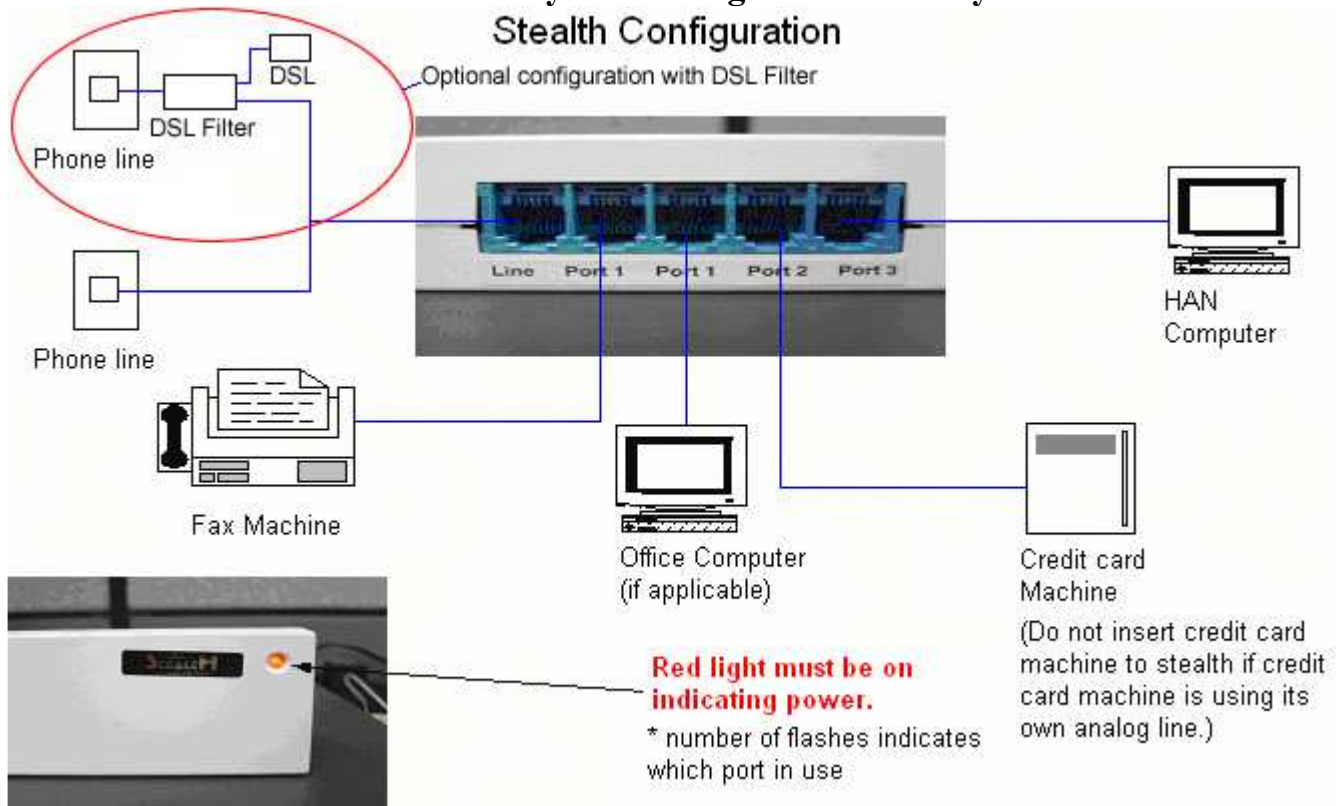 Stealth Configuration
DSL
Optional configuration with DSL Filter
DSL Filter
Phone line
Line Port 1 Port 1 Port 2 Port 3
HAN
Computer
Phone line
Fax Machine
Office Computer
(if applicable)
Credit card
Machine
(Do not insert credit card
machine to stealth if credit
card machine is using its
own analog line.)
Red light must be on
indicating power.
* number of flashes indicates
which port in use